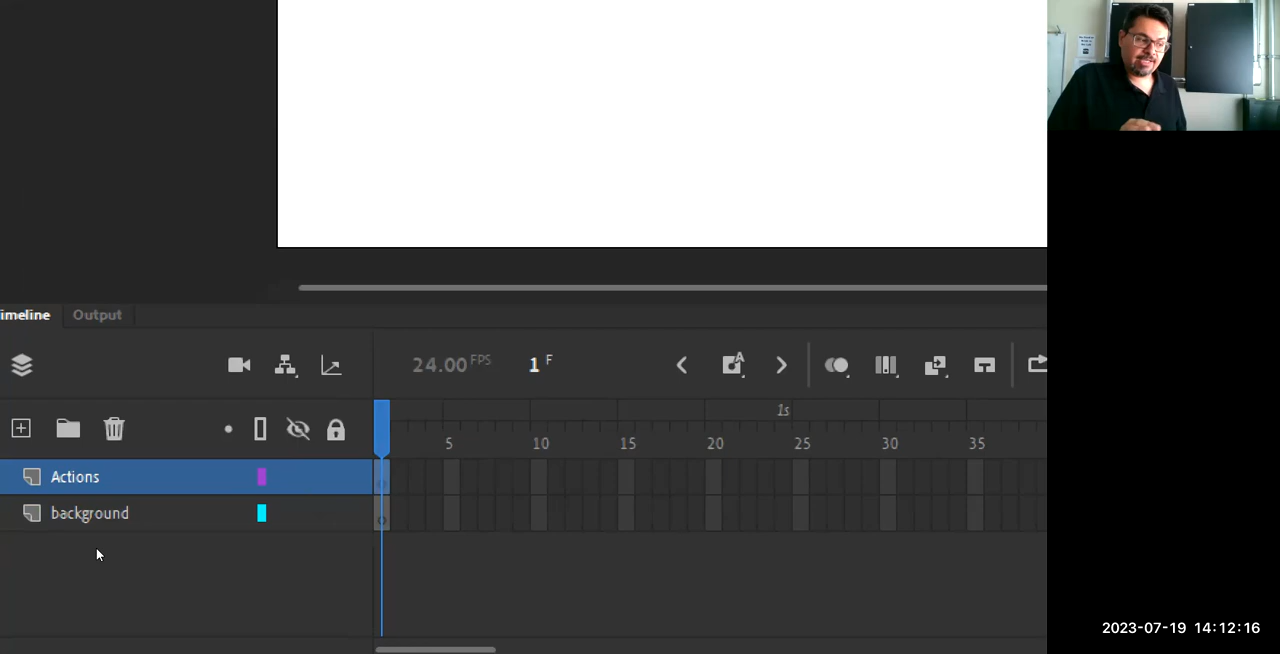 imeline Output
24.00 FPS 1 F
1s
5 10 15 20 25 30 35
Actions
background
2023-07-19 14:12:16